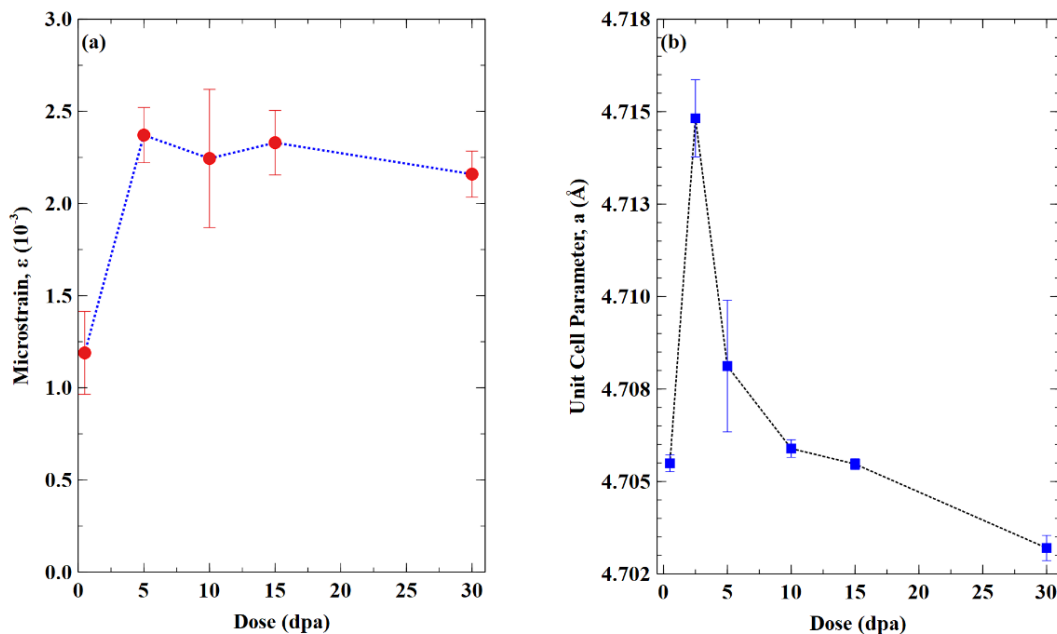 (a)
3.0
2.5
2.0
1.5
1.0
0.5
0.0
Microstrain, ε (10⁻³)
0 5 10 15 20 25 30
Dose (dpa)
(b)
4.718
4.715
4.713
4.710
4.708
4.705
4.702
Unit Cell Parameter, a (Å)
0 5 10 15 20 25 30
Dose (dpa)